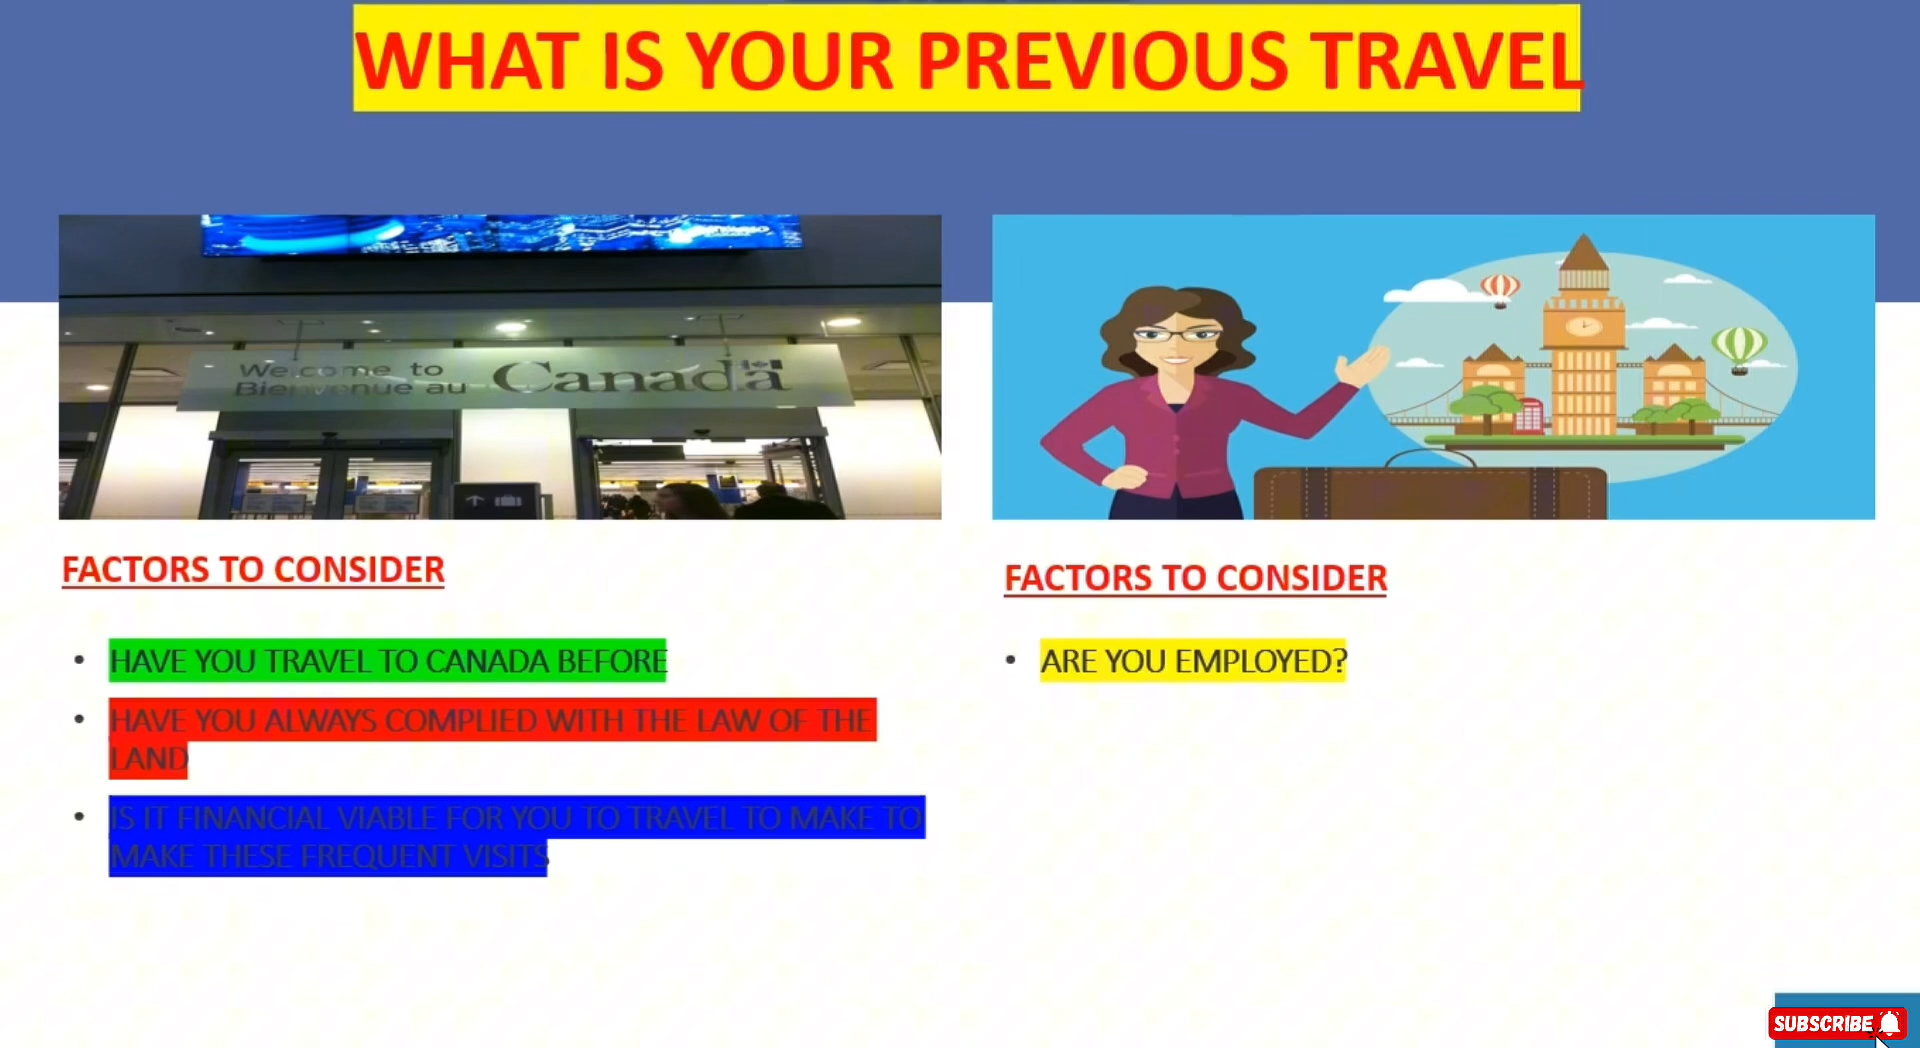 WHAT IS YOUR PREVIOUS TRAVEL
Welcome to
Bienvenue au
Canada
FACTORS TO CONSIDER
HAVE YOU TRAVEL TO CANADA BEFORE
HAVE YOU ALWAYS COMPLIED WITH THE LAW OF THE
LAND
IS IT FINANCIAL VIABLE FOR YOU TO TRAVEL TO MAKE TO
MAKE THESE FREQUENT VISITS
FACTORS TO CONSIDER
ARE YOU EMPLOYED?
SUBSCRIBE